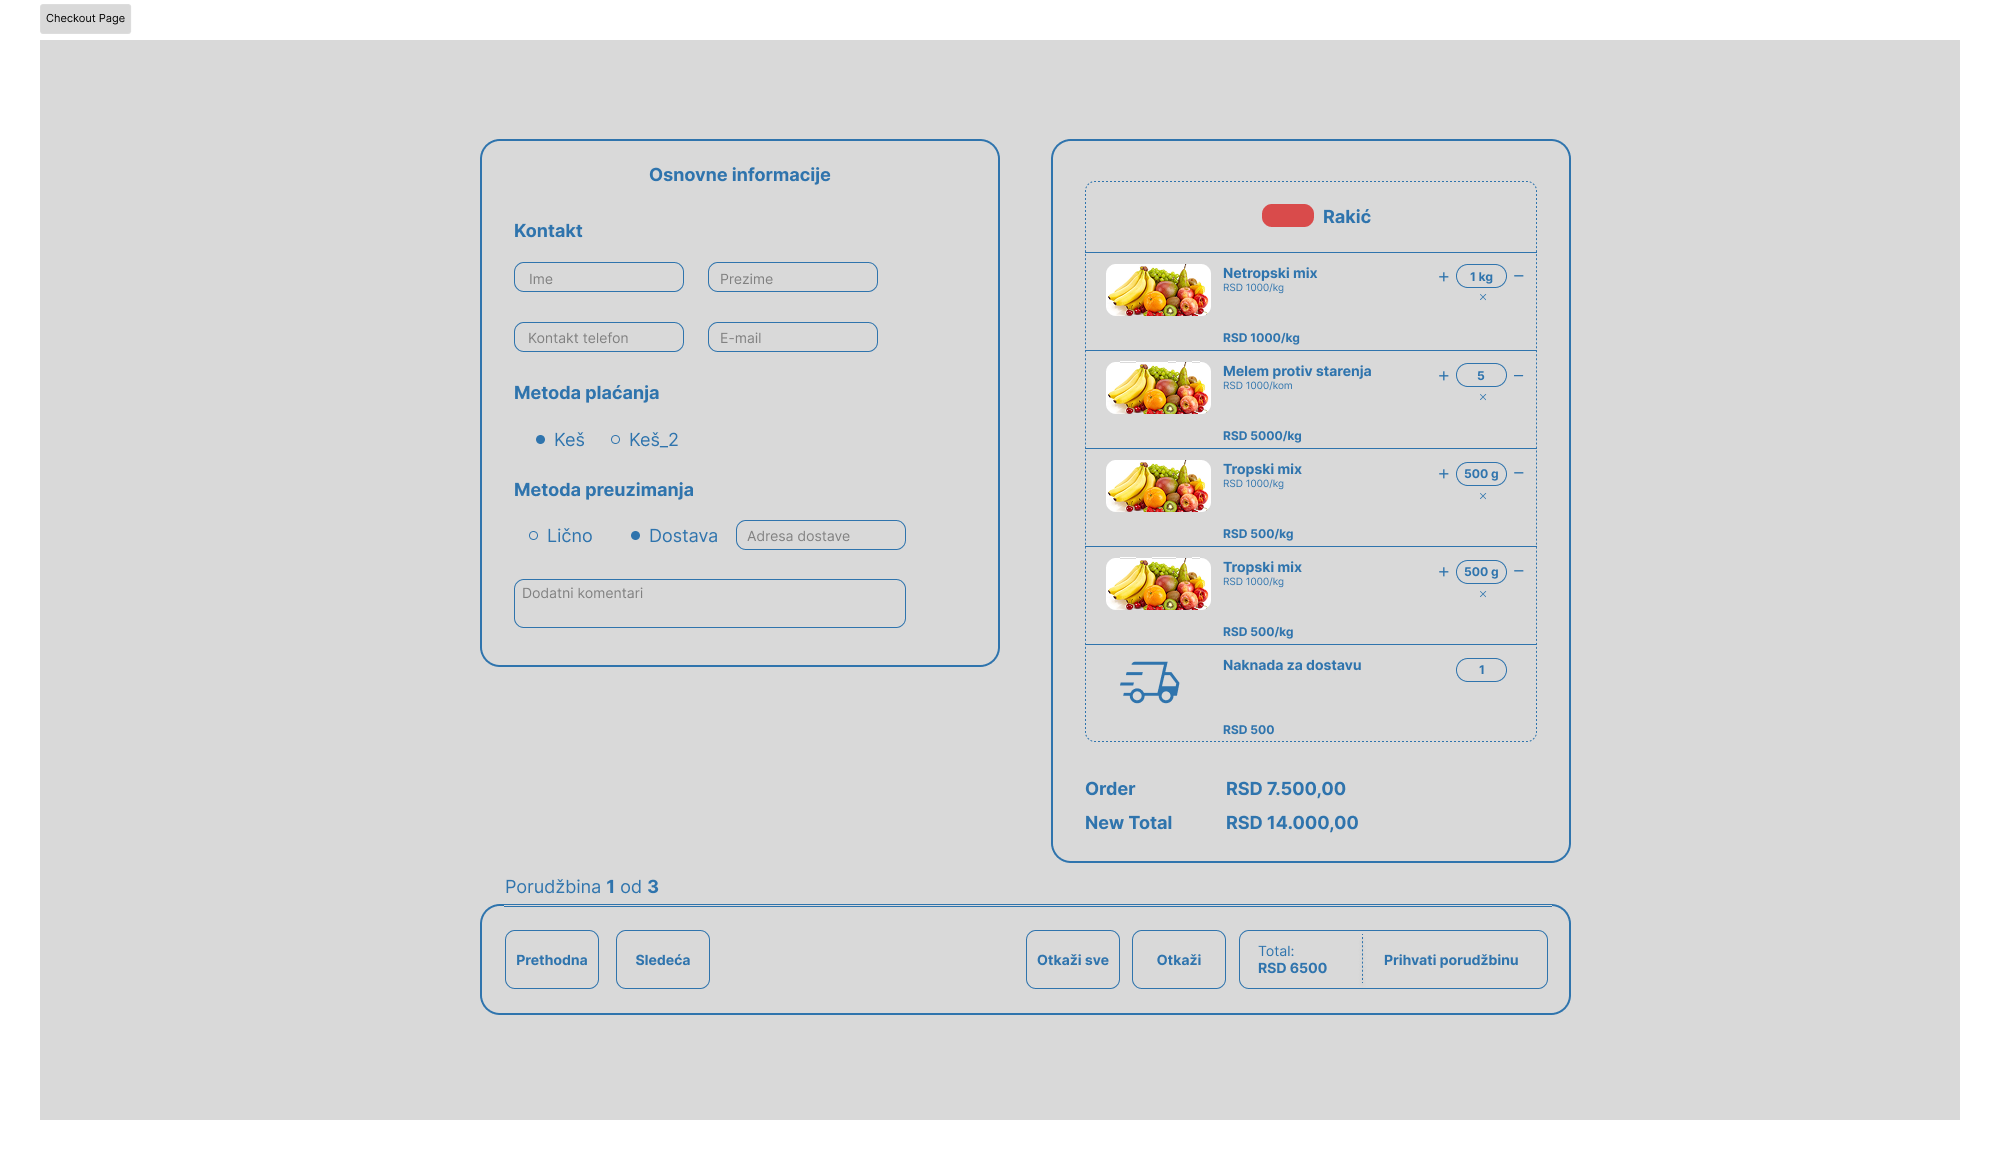 Checkout Page
Osnovne informacije
Kontakt
Ime
Prezime
Kontakt telefon
E-mail
Metoda plaćanja
Keš
Keš_2
Metoda preuzimanja
Lično
Dostava
Adresa dostave
Dodatni komentari
Rakić
Netropski mix
RSD 1000/kg
+ 1 kg −
×
RSD 1000/kg
Melem protiv starenja
RSD 1000/kom
+ 5 −
×
RSD 5000/kg
Tropski mix
RSD 1000/kg
+ 500 g −
×
RSD 500/kg
Tropski mix
RSD 1000/kg
+ 500 g −
×
RSD 500/kg
Naknada za dostavu
1
RSD 500
Order RSD 7.500,00
New Total RSD 14.000,00
Porudžbina 1 od 3
Prethodna
Sledeća
Otkaži sve
Otkaži
Total:
RSD 6500
Prihvati porudžbinu